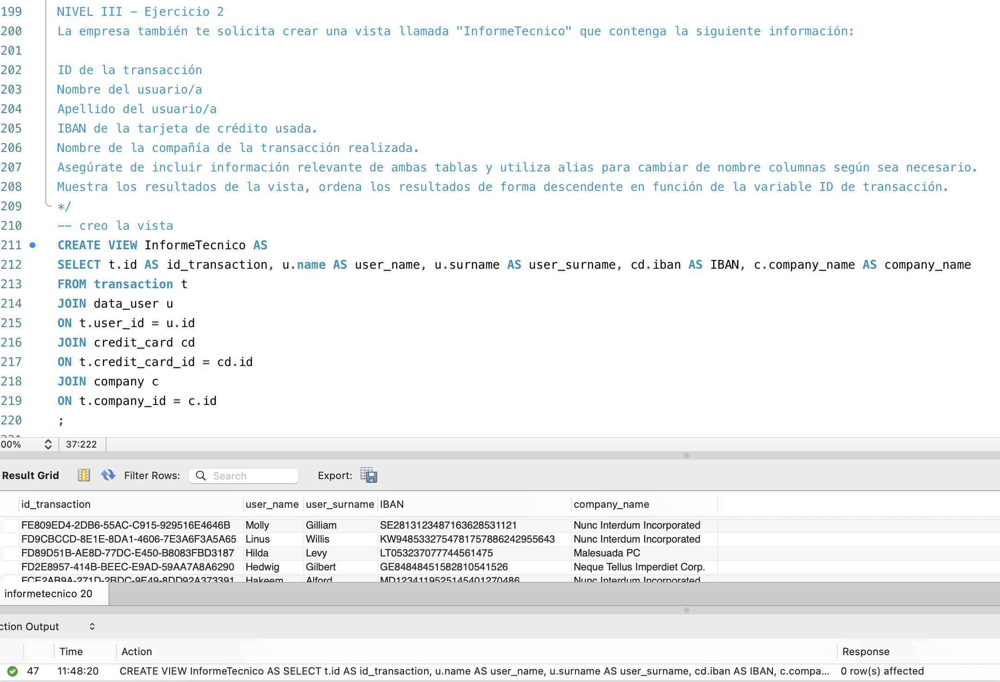 199 NIVEL III - Ejercicio 2
200 La empresa también te solicita crear una vista llamada "InformeTecnico" que contenga la siguiente información:
201
202 ID de la transacción
203 Nombre del usuario/a
204 Apellido del usuario/a
205 IBAN de la tarjeta de crédito usada.
206 Nombre de la compañía de la transacción realizada.
207 Asegúrate de incluir información relevante de ambas tablas y utiliza alias para cambiar de nombre columnas según sea necesario.
208 Muestra los resultados de la vista, ordena los resultados de forma descendente en función de la variable ID de transacción.
209 */
210 -- creo la vista
211 CREATE VIEW InformeTecnico AS
212 SELECT t.id AS id_transaction, u.name AS user_name, u.surname AS user_surname, cd.iban AS IBAN, c.company_name AS company_name
213 FROM transaction t
214 JOIN data_user u
215 ON t.user_id = u.id
216 JOIN credit_card cd
217 ON t.credit_card_id = cd.id
218 JOIN company c
219 ON t.company_id = c.id
220 ;
221
00% 37:222
Result Grid Filter Rows: Search Export:
id_transaction user_name user_surname IBAN company_name
FE809ED4-2DB6-55AC-C915-929516E4646B Molly Gilliam SE2813123487163628531121 Nunc Interdum Incorporated
FD9CBCCD-8E1E-8DA1-4606-7E3A6F3A5A65 Linus Willis KW9485332754781757886242955643 Nunc Interdum Incorporated
FD89D51B-AE8D-77DC-E450-B8083FBD3187 Hilda Levy LT053237077744561475 Malesuada PC
FD2E8957-414B-BEEC-E9AD-59AA7A8A6290 Hedwig Gilbert GE84848451582810541526 Neque Tellus Imperdiet Corp.
FCE2AB9A-271D-2BDC-9E49-8DD92A373391 Hakeem Alford MD1234119525145401270486 Nunc Interdum Incorporated
informetecnico 20
ction Output
Time Action Response
47 11:48:20 CREATE VIEW InformeTecnico AS SELECT t.id AS id_transaction, u.name AS user_name, u.surname AS user_surname, cd.iban AS IBAN, c.compa... 0 row(s) affected